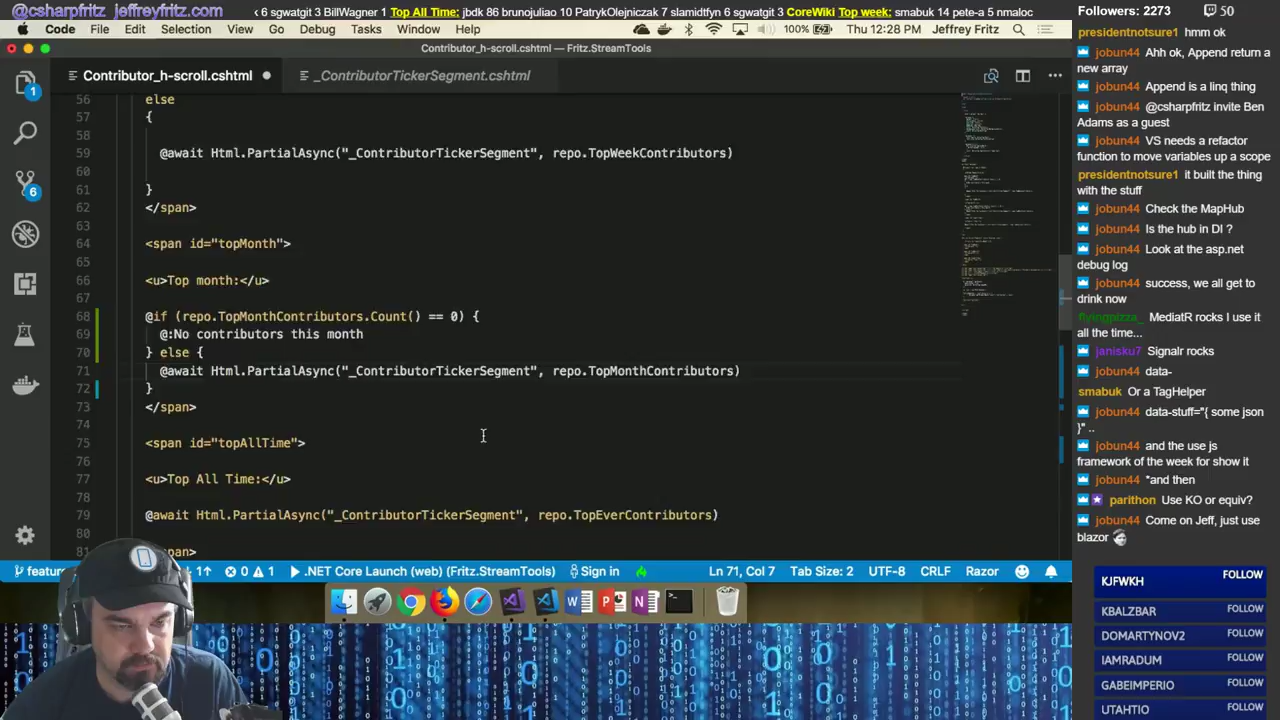 @csharpfritz jeffreyfritz.com
‹ 6 sgwatgit 3 BillWagner 1 Top All Time: jbdk86 brunojuliao 10 PatrykOlejniczak 7 slamidtfyn 6 sgwatgit 3 CoreWiki Top week: smabuk 14 pete-a 5 nmaloc
Code File Edit Selection View Go Debug Tasks Window Help 100% Thu 12:28 PM Jeffrey Fritz
Contributor_h-scroll.cshtml — Fritz.StreamTools
Contributor_h-scroll.cshtml _ContributorTickerSegment.cshtml
56 else
57 {
58
59 @await Html.PartialAsync("_ContributorTickerSegment", repo.TopWeekContributors)
60
61 }
62 </span>
63
64 <span id="topMonth">
65
66 <u>Top month:</u>
67
68 @if (repo.TopMonthContributors.Count() == 0) {
69 @:No contributors this month
70 } else {
71 @await Html.PartialAsync("_ContributorTickerSegment", repo.TopMonthContributors)
72 }
73 </span>
74
75 <span id="topAllTime">
76
77 <u>Top All Time:</u>
78
79 @await Html.PartialAsync("_ContributorTickerSegment", repo.TopEverContributors)
80
81 </span>
1
6
featur
1↑ 0 1 .NET Core Launch (web) (Fritz.StreamTools) Sign in Ln 71, Col 7 Tab Size: 2 UTF-8 CRLF Razor
Followers: 2273 50
presidentnotsure1 hmm ok
jobun44 Ahh ok, Append return a
new array
jobun44 Append is a linq thing
jobun44 @csharpfritz invite Ben
Adams as a guest
jobun44 VS needs a refactor
function to move variables up a scope
presidentnotsure1 it built the thing
with the stuff
jobun44 Check the MapHub
jobun44 Is the hub in DI ?
jobun44 Look at the asp.net
debug log
jobun44 success, we all get to
drink now
flyingpizza_ MediatR rocks I use it
all the time...
janisku7 Signalr rocks
jobun44 data-
smabuk Or a TagHelper
jobun44 data-stuff="{ some json
}" ..
jobun44 and the use js
framework of the week for show it
jobun44 *and then
parithon Use KO or equiv?
jobun44 Come on Jeff, just use
blazor
KJFWKH FOLLOW
KBALZBAR FOLLOW
DOMARTYNOV2 FOLLOW
IAMRADUM FOLLOW
GABEIMPERIO FOLLOW
UTAHTIO FOLLOW